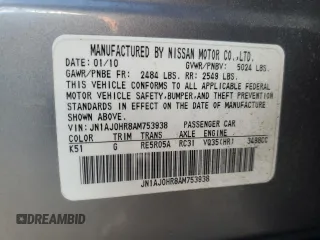 MANUFACTURED BY NISSAN MOTOR CO.,LTD.
DATE: 01/10 GVWR/PNBV: 5024 LBS.
GAWR/PNBE FR: 2484 LBS. RR: 2549 LBS.
THIS VEHICLE CONFORMS TO ALL APPLICABLE FEDERAL
MOTOR VEHICLE SAFETY,BUMPER,AND THEFT PREVENTION
STANDARDS IN EFFECT ON THE DATE OF MANUFACTURE
SHOWN ABOVE.
VIN: JN1AJ0HR8AM753938 PASSENGER CAR
COLOR TRIM TRANS AXLE ENGINE
K51 G RE5R05A RC31 VQ35(HR) 3498CC
JN1AJ0HR8AM753938
© DREAMBID
dreambid.com